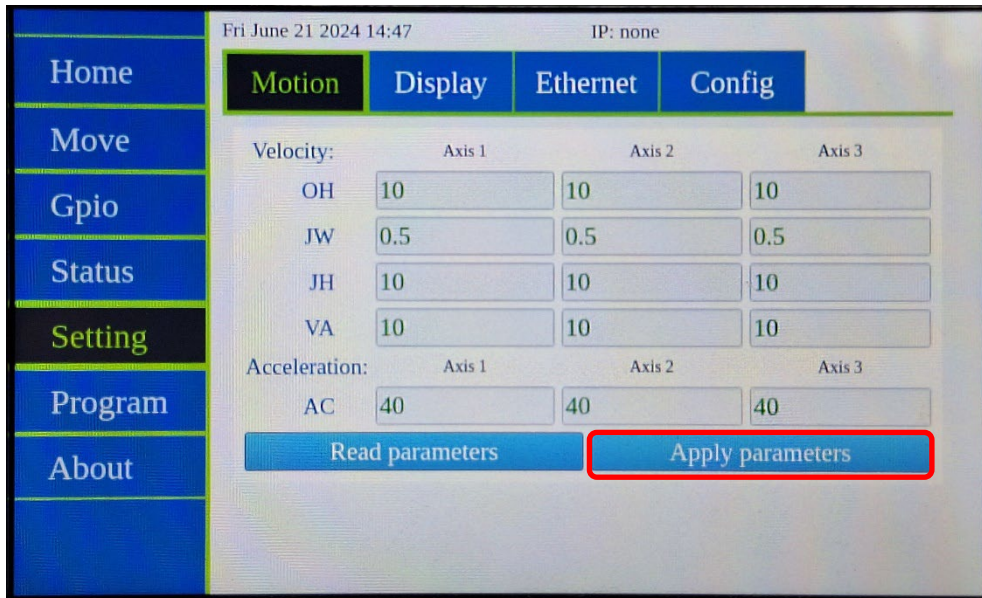 Fri June 21 2024 14:47 IP: none
Home
Move
Gpio
Status
Setting
Program
About
Motion Display Ethernet Config
Velocity: Axis 1 Axis 2 Axis 3
OH 10 10 10
JW 0.5 0.5 0.5
JH 10 10 10
VA 10 10 10
Acceleration: Axis 1 Axis 2 Axis 3
AC 40 40 40
Read parameters Apply parameters